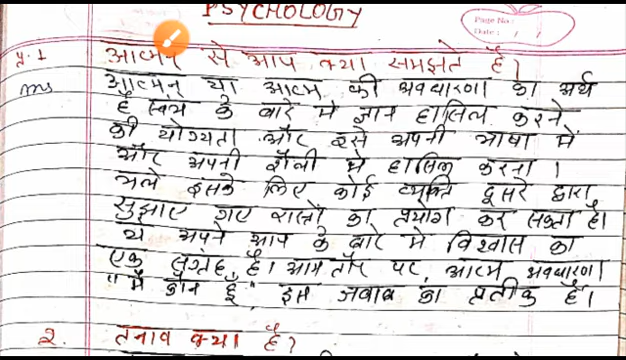 PSYCHOLOGY
Page No:
Date: / /
प्र.1 आत्मन् से आप क्या समझते हैं।
Ans आत्मन् या आत्म की अवधारणा का अर्थ
है स्वंय के बारे में ज्ञान हासिल करने
की योग्यता और इसे अपनी भाषा में
और अपनी शैली में हासिल करना।
भले इसके लिए कोई व्यक्ति दूसरे द्वारा
सुझाए गए रास्तों का प्रयोग कर सकता है।
ये अपने आप के बारे में विश्वास का
एक संग्रह है। आम तौर पर, आत्म अवधारणा
"मैं कौन हूँ" इस जवाब का प्रतीक है।
2. तनाव क्या है?